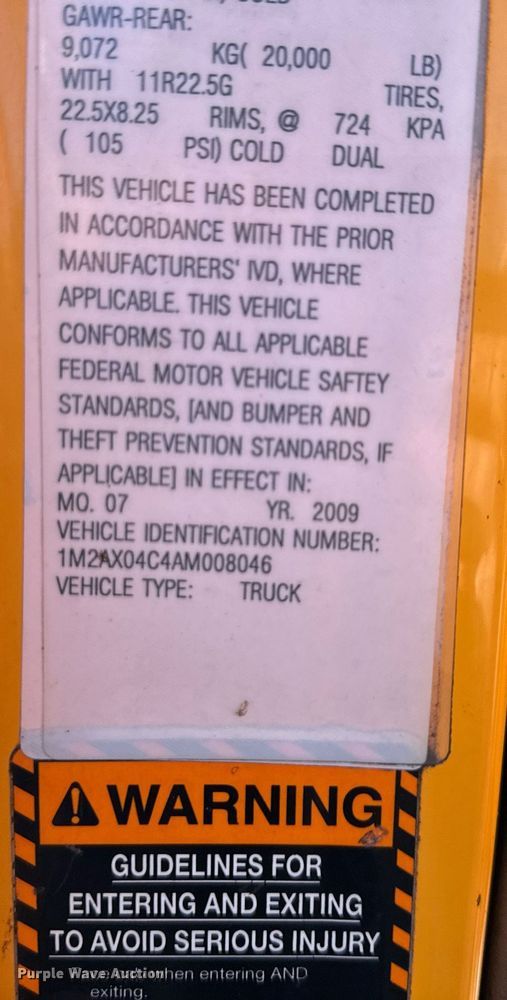 GAWR-REAR:
9,072 KG( 20,000 LB)
WITH 11R22.5G TIRES,
22.5X8.25 RIMS, @ 724 KPA
( 105 PSI) COLD DUAL
THIS VEHICLE HAS BEEN COMPLETED
IN ACCORDANCE WITH THE PRIOR
MANUFACTURERS' IVD, WHERE
APPLICABLE. THIS VEHICLE
CONFORMS TO ALL APPLICABLE
FEDERAL MOTOR VEHICLE SAFTEY
STANDARDS, [AND BUMPER AND
THEFT PREVENTION STANDARDS, IF
APPLICABLE] IN EFFECT IN:
MO. 07 YR. 2009
VEHICLE IDENTIFICATION NUMBER:
1M2AX04C4AM008046
VEHICLE TYPE: TRUCK
WARNING
GUIDELINES FOR
ENTERING AND EXITING
TO AVOID SERIOUS INJURY
when entering AND
exiting.
Purple Wave Auction